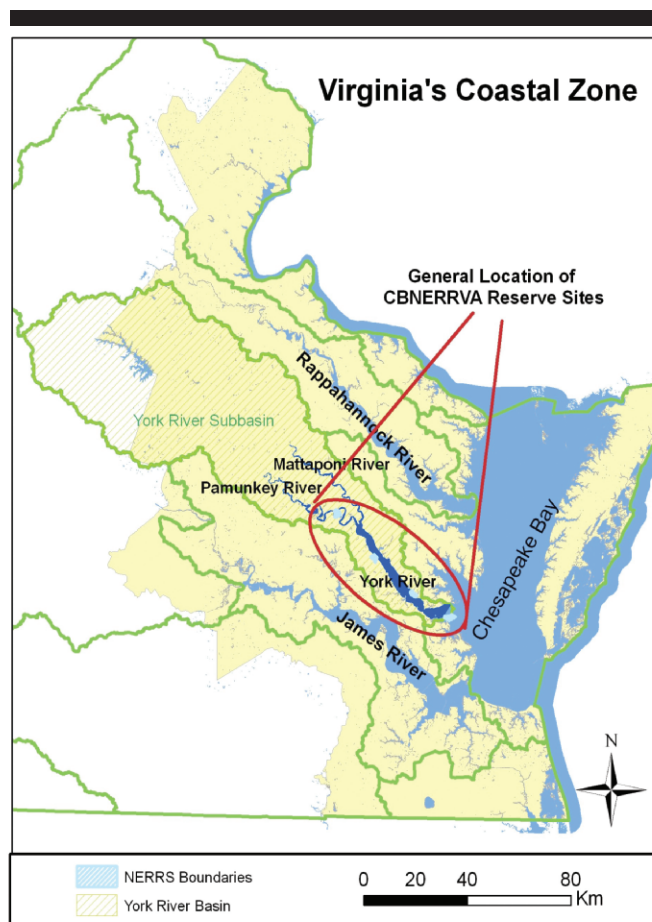 Virginia's Coastal Zone
General Location of
CBNERRVA Reserve Sites
Rappahannock River
York River Subbasin
Mattaponi River
Pamunkey River
Chesapeake Bay
York River
James River
N
NERRS Boundaries
York River Basin
0 20 40 80
Km